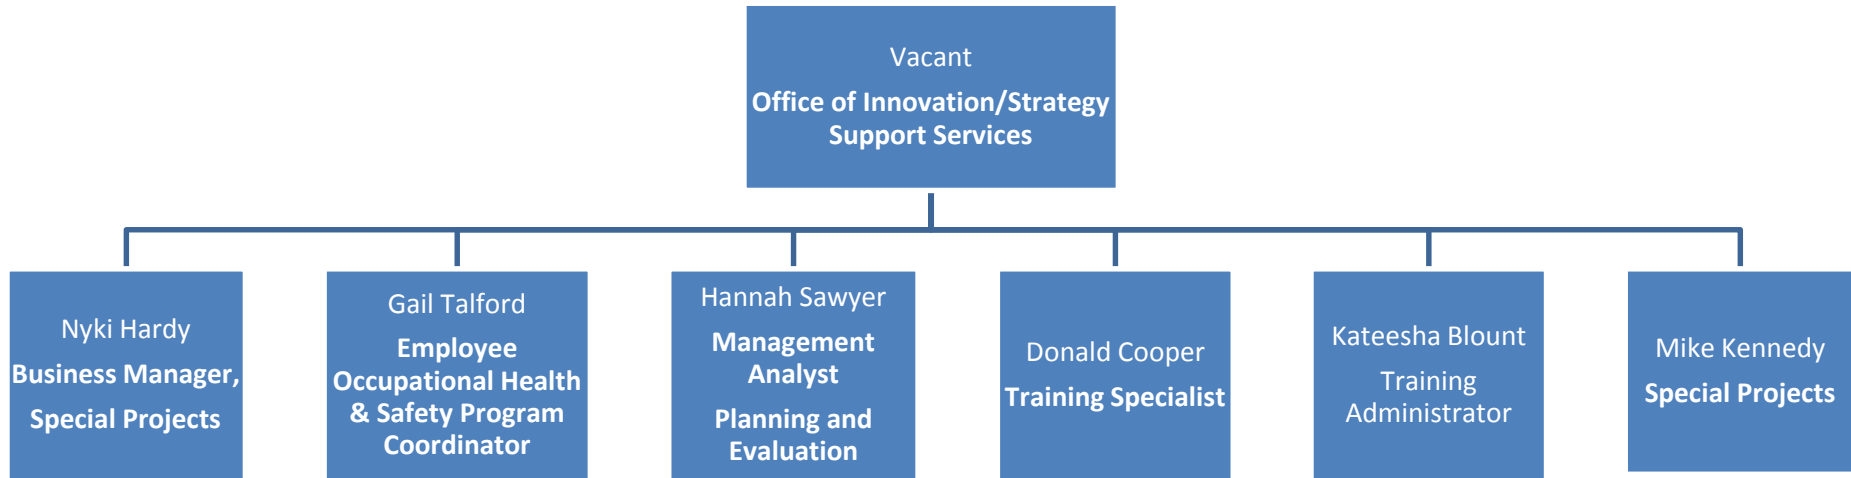 Vacant
Office of Innovation/Strategy
Support Services
Nyki Hardy
Business Manager,
Special Projects
Gail Talford
Employee
Occupational Health
& Safety Program
Coordinator
Hannah Sawyer
Management
Analyst
Planning and
Evaluation
Donald Cooper
Training Specialist
Kateesha Blount
Training
Administrator
Mike Kennedy
Special Projects